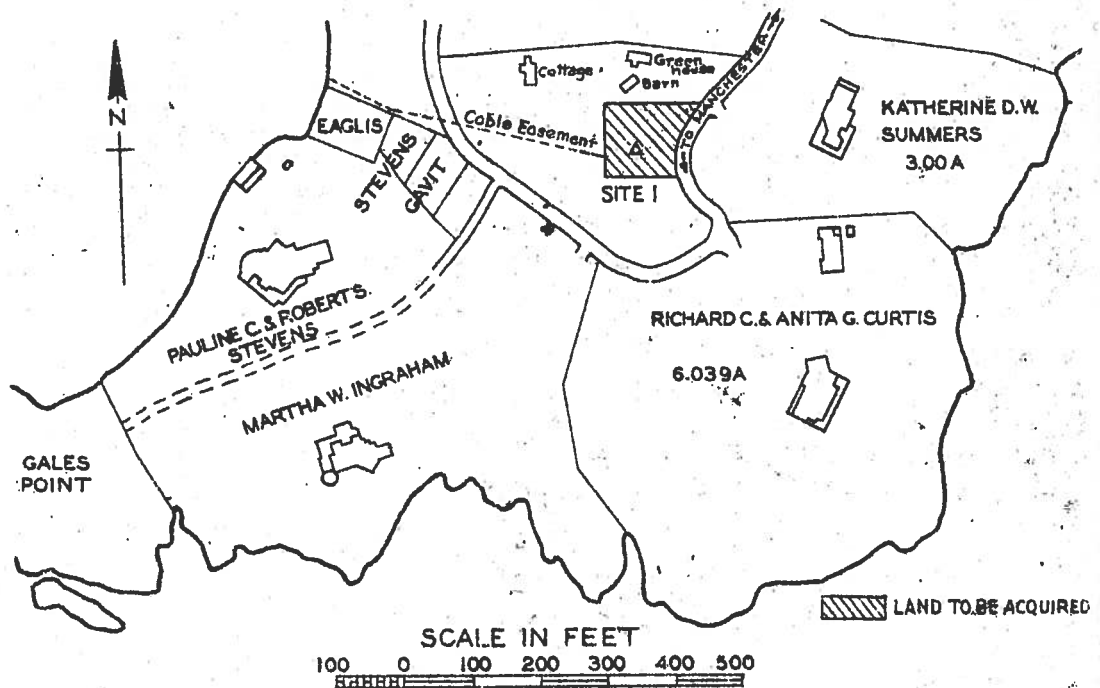 N
EAGLIS
STEVENS
GAVIT
Cable Easement
Cottage
Green
House
Barn
SITE 1
TO MANCHESTER
KATHERINE D.W.
SUMMERS
3.00 A
PAULINE C. & ROBERT S.
STEVENS
MARTHA W. INGRAHAM
RICHARD C. & ANITA G. CURTIS
6.039A
GALES
POINT
LAND TO BE ACQUIRED
SCALE IN FEET
100 0 100 200 300 400 500